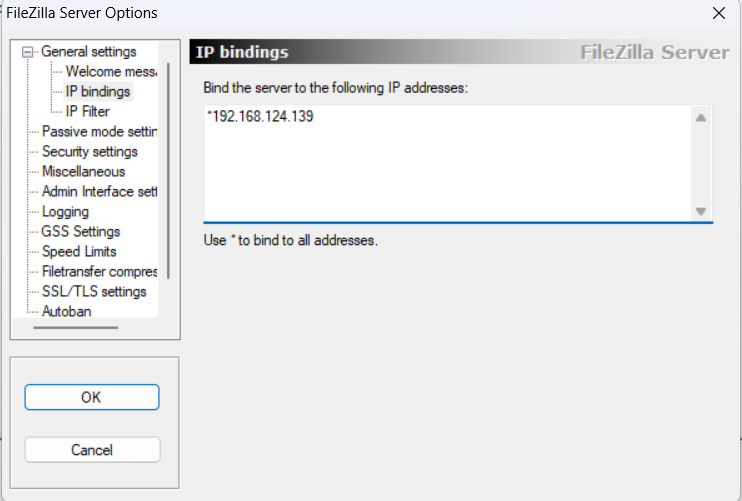 FileZilla Server Options
General settings
Welcome messa
IP bindings
IP Filter
Passive mode settin
Security settings
Miscellaneous
Admin Interface sett
Logging
GSS Settings
Speed Limits
Filetransfer compres
SSL/TLS settings
Autoban
OK
Cancel
IP bindings
FileZilla Server
Bind the server to the following IP addresses:
*192.168.124.139
Use * to bind to all addresses.